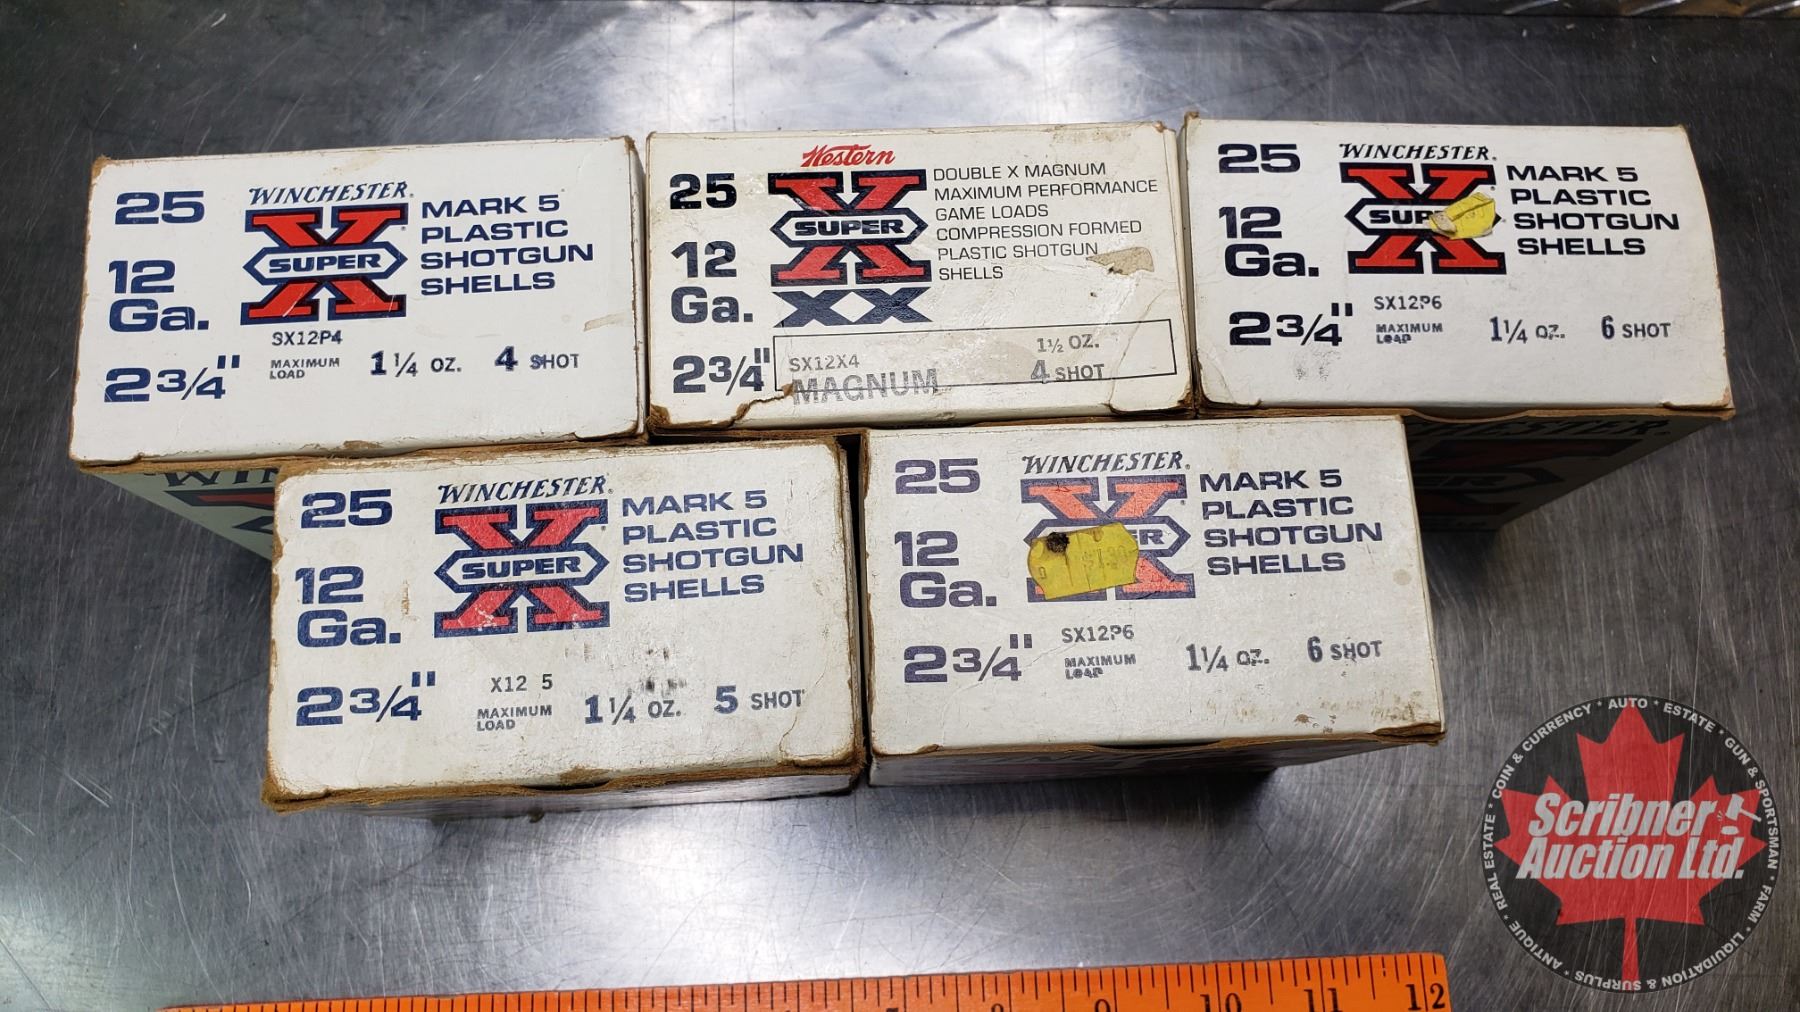 25
12
Ga.
2 3/4"
WINCHESTER®
X
SUPER
MARK 5
PLASTIC
SHOTGUN
SHELLS
SX12P4
MAXIMUM
LOAD
1 1/4 OZ. 4 SHOT
Western
25
12
Ga.
2 3/4"
X
SUPER
XX
DOUBLE X MAGNUM
MAXIMUM PERFORMANCE
GAME LOADS
COMPRESSION FORMED
PLASTIC SHOTGUN
SHELLS
SX12X4 1½ OZ.
MAGNUM 4 SHOT
25
12
Ga.
2 3/4"
WINCHESTER®
X
MARK 5
PLASTIC
SHOTGUN
SHELLS
SX12P6
MAXIMUM
LOAD
1 1/4 OZ. 6 SHOT
25
12
Ga.
2 3/4"
WINCHESTER®
X
SUPER
MARK 5
PLASTIC
SHOTGUN
SHELLS
X12 5
MAXIMUM
LOAD
1 1/4 OZ. 5 SHOT
25
12
Ga.
2 3/4"
WINCHESTER®
X
MARK 5
PLASTIC
SHOTGUN
SHELLS
SX12P6
MAXIMUM
LOAD
1 1/4 OZ. 6 SHOT
8 9 10 11 12
Scribner
Auction Ltd.
REAL ESTATE * COIN & CURRENCY * AUTO * ESTATE * GUN & SPORTSMAN * FARM * LIQUIDATION & SURPLUS * ANTIQUE *